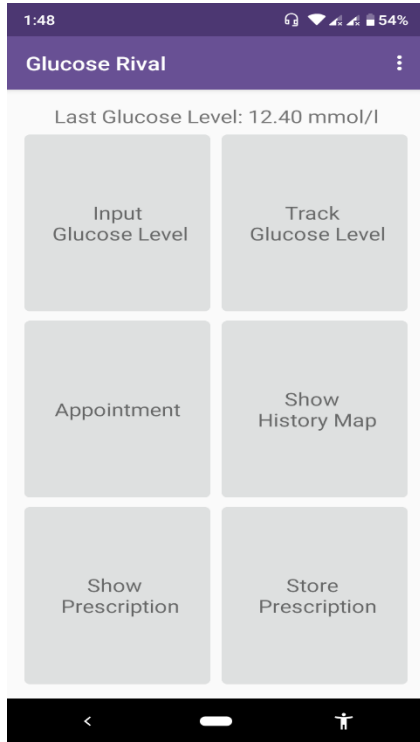 1:48 54%
Glucose Rival
Last Glucose Level: 12.40 mmol/l
Input
Glucose Level
Track
Glucose Level
Appointment
Show
History Map
Show
Prescription
Store
Prescription